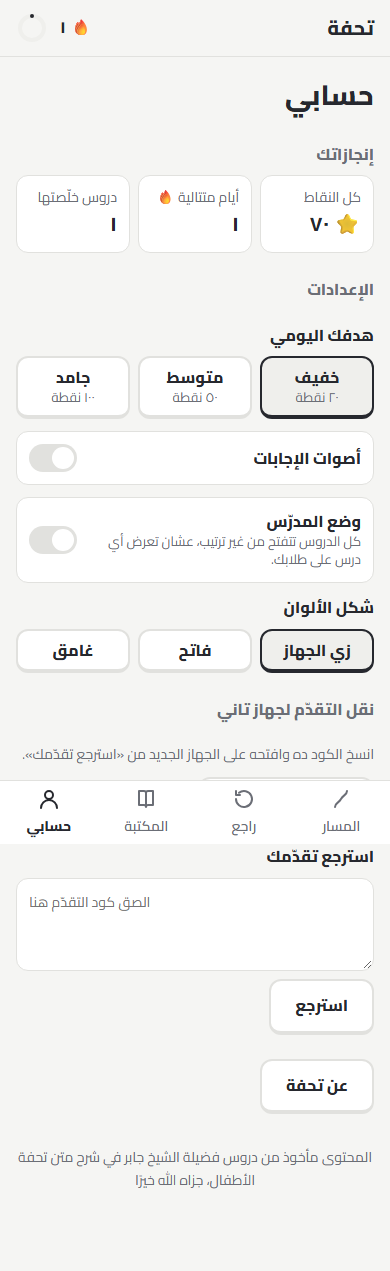 تحفة
🔥 ١
حسابي
إنجازاتك
كل النقاط
⭐ ٧٠
أيام متتالية 🔥
١
دروس خلّصتها
١
الإعدادات
هدفك اليومي
خفيف
٢٠ نقطة
متوسط
٥٠ نقطة
جامد
١٠٠ نقطة
أصوات الإجابات
وضع المدرّس
كل الدروس تتفتح من غير ترتيب، عشان تعرض أي
درس على طلابك.
شكل الألوان
زي الجهاز
فاتح
غامق
نقل التقدّم لجهاز تاني
انسخ الكود ده وافتحه على الجهاز الجديد من «استرجع تقدّمك».
المسار
راجع
المكتبة
حسابي
استرجع تقدّمك
الصق كود التقدّم هنا
استرجع
عن تحفة
المحتوى مأخوذ من دروس فضيلة الشيخ جابر في شرح متن تحفة
الأطفال، جزاه الله خيرًا